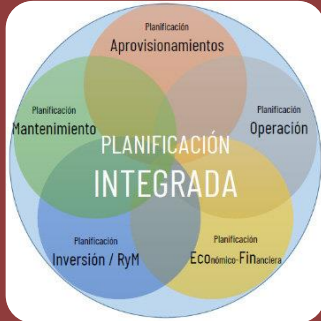 Planificación
Aprovisionamientos
Planificación
Mantenimiento
Planificación
Operación
PLANIFICACIÓN
INTEGRADA
Planificación
Inversión / RyM
Planificación
Económico-Financiera